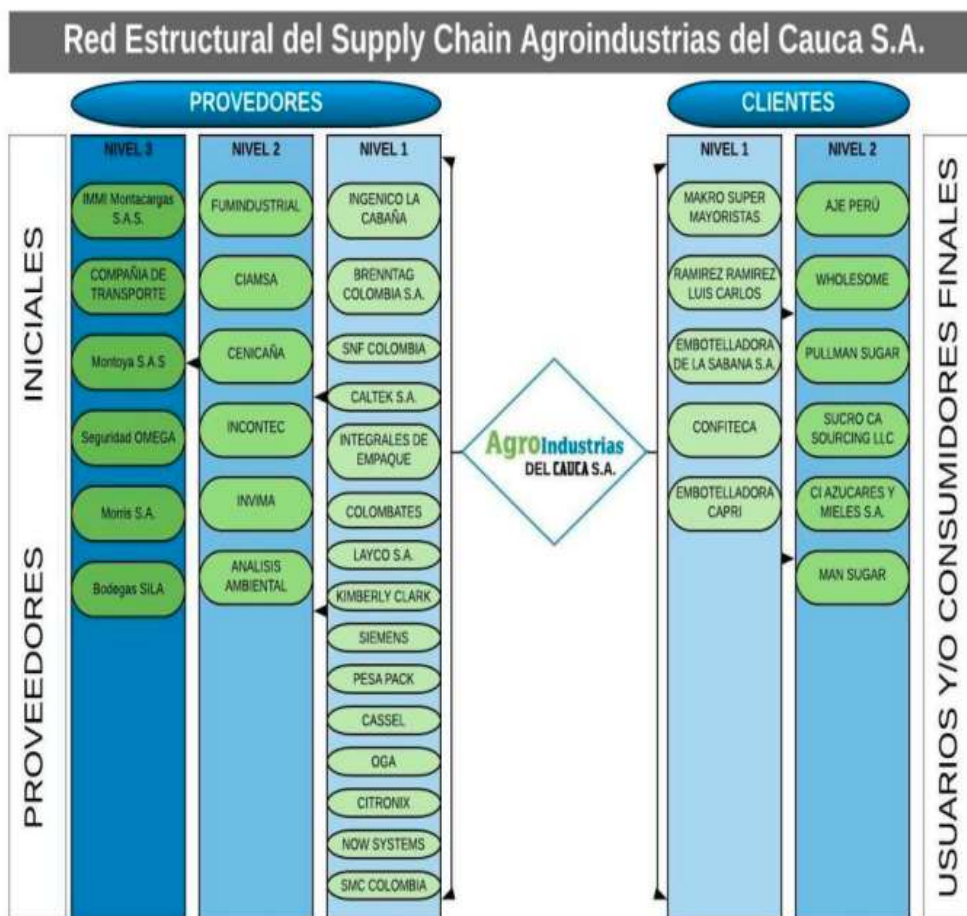 Red Estructural del Supply Chain Agroindustrias del Cauca S.A.
PROVEDORES
CLIENTES
PROVEEDORES INICIALES
NIVEL 3
IMMI Montacargas
S.A.S.
COMPAÑIA DE
TRANSPORTE
Montoya S.A.S
Seguridad OMEGA
Morris S.A.
Bodegas SILA
NIVEL 2
FUMINDUSTRIAL
CIAMSA
CENICAÑA
INCONTEC
INVIMA
ANALISIS
AMBIENTAL
NIVEL 1
INGENICO LA
CABAÑA
BRENNTAG
COLOMBIA S.A.
SNF COLOMBIA
CALTEK S.A.
INTEGRALES DE
EMPAQUE
COLOMBATES
LAYCO S.A.
KIMBERLY CLARK
SIEMENS
PESA PACK
CASSEL
OGA
CITRONIX
NOW SYSTEMS
SMC COLOMBIA
AgroIndustrias
DEL CAUCA S.A.
NIVEL 1
MAKRO SUPER
MAYORISTAS
RAMIREZ RAMIREZ
LUIS CARLOS
EMBOTELLADORA
DE LA SABANA S.A.
CONFITECA
EMBOTELLADORA
CAPRI
NIVEL 2
AJE PERÚ
WHOLESOME
PULLMAN SUGAR
SUCRO CA
SOURCING LLC
CI AZUCARES Y
MIELES S.A.
MAN SUGAR
USUARIOS Y/O CONSUMIDORES FINALES